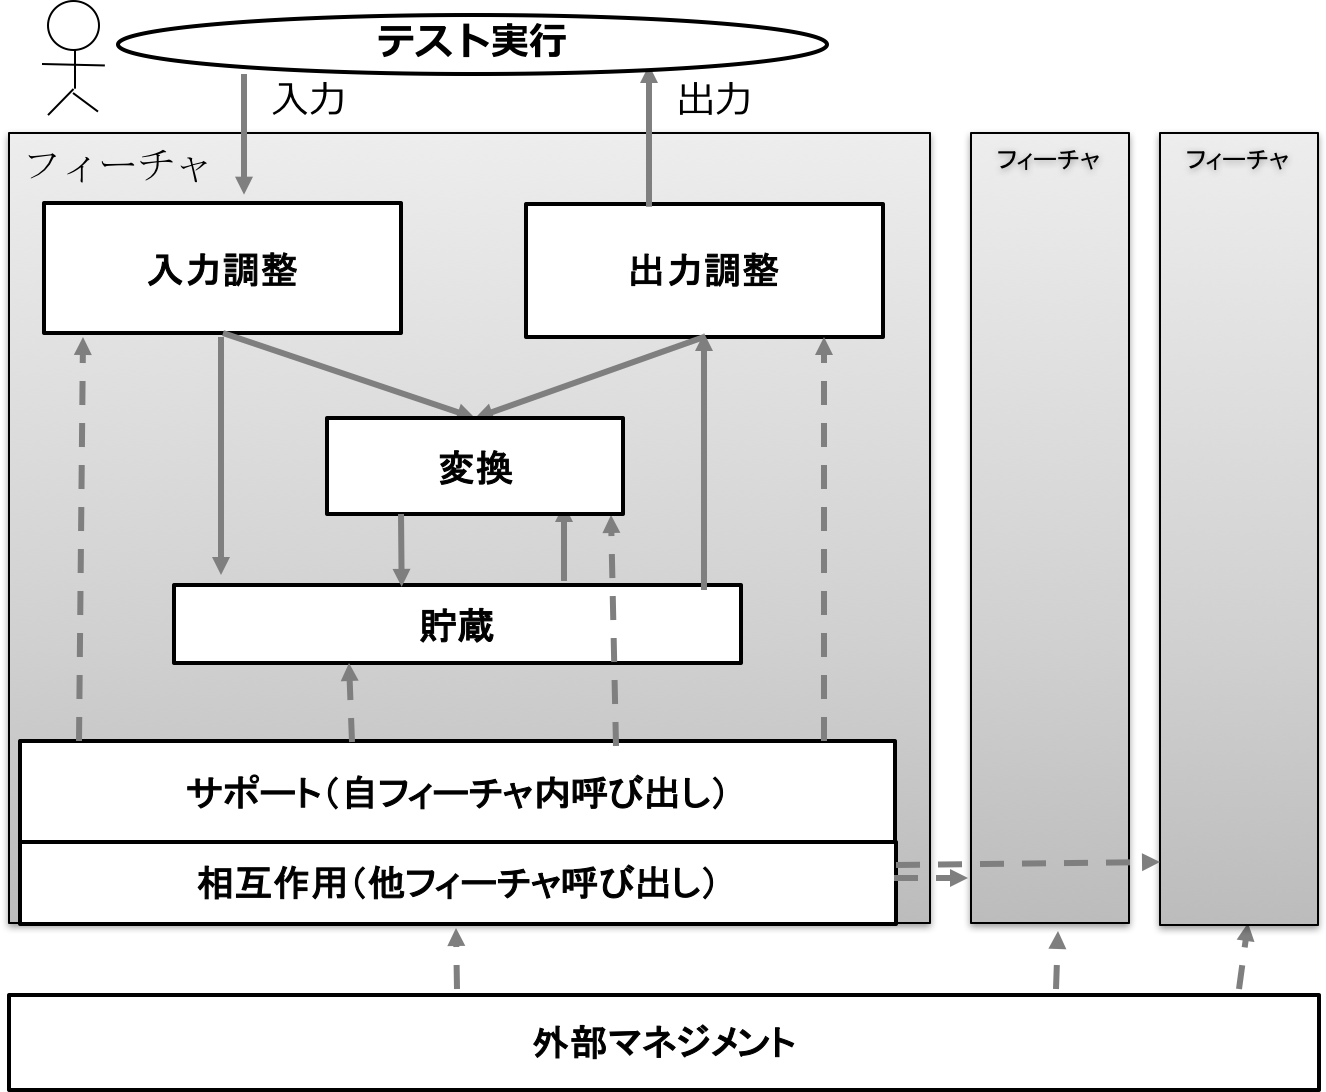 テスト実行
入力
出力
フィーチャ
フィーチャ
フィーチャ
入力調整
出力調整
変換
貯蔵
サポート（自フィーチャ内呼び出し）
相互作用（他フィーチャ呼び出し）
外部マネジメント